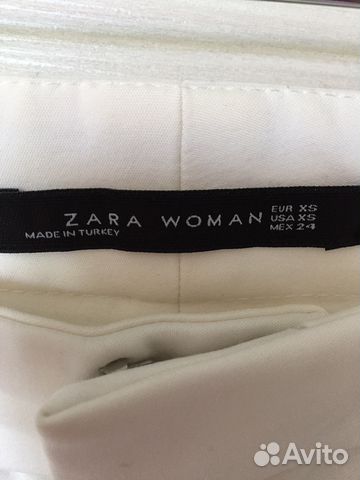 ZARA WOMAN
MADE IN TURKEY
EUR XS
USA XS
MEX 24
Avito